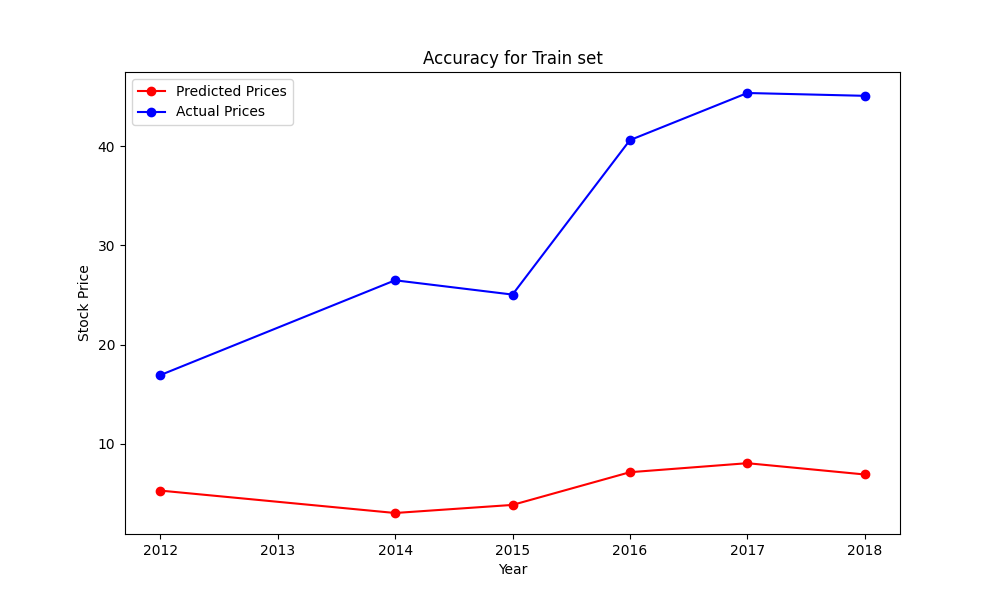 Accuracy for Train set
Predicted Prices
Actual Prices
Stock Price
40
30
20
10
2012 2013 2014 2015 2016 2017 2018
Year